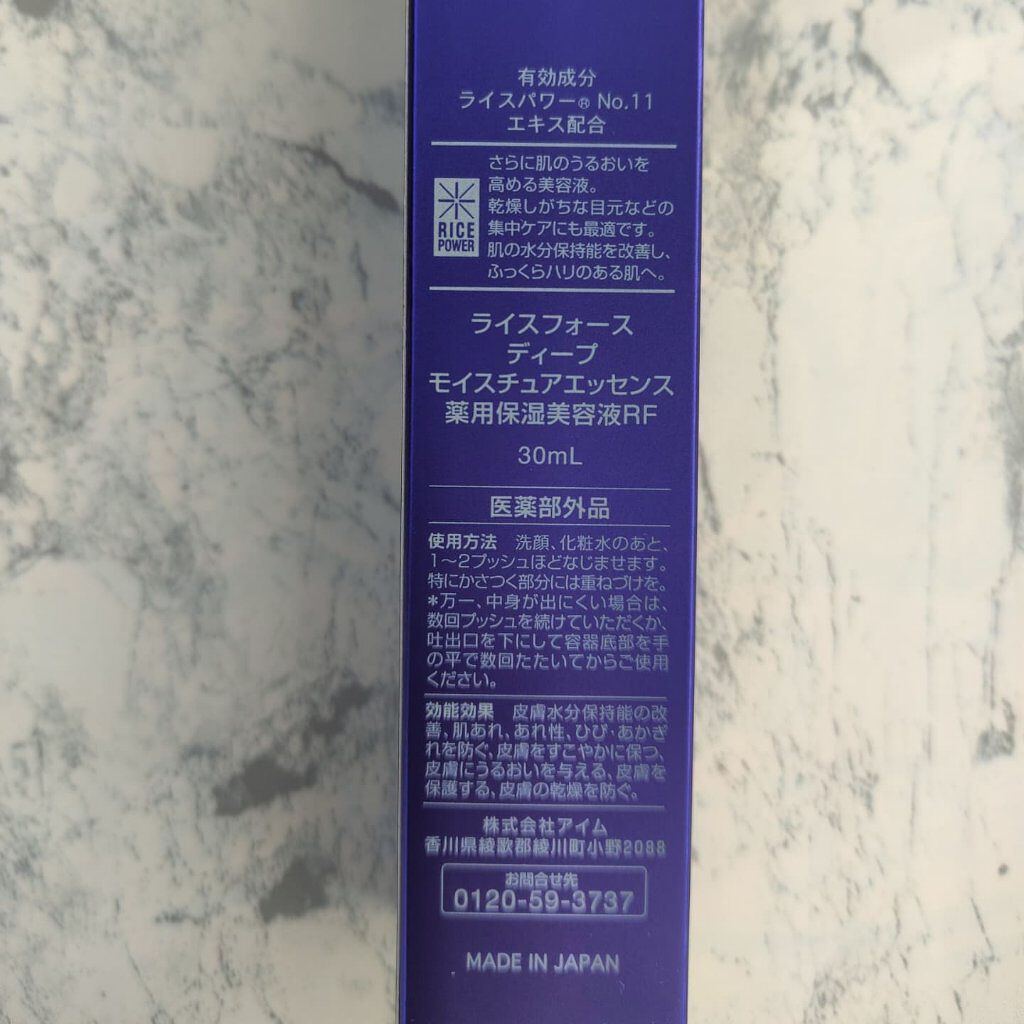 有効成分
ライスパワー® No.11
エキス配合
RICE
POWER
さらに肌のうるおいを
高める美容液。
乾燥しがちな目元などの
集中ケアにも最適です。
肌の水分保持能を改善し、
ふっくらハリのある肌へ。
ライスフォース
ディープ
モイスチュアエッセンス
薬用保湿美容液RF
30mL
医薬部外品
使用方法 洗顔、化粧水のあと、
1〜2プッシュほどなじませます。
特にかさつく部分には重ねづけを。
*万一、中身が出にくい場合は、
数回プッシュを続けていただくか、
吐出口を下にして容器底部を手
の平で数回たたいてからご使用
ください。
効能効果 皮膚水分保持能の改
善、肌あれ、あれ性、ひび・あかぎ
れを防ぐ、皮膚をすこやかに保つ、
皮膚にうるおいを与える、皮膚を
保護する、皮膚の乾燥を防ぐ。
株式会社アイム
香川県綾歌郡綾川町小野2088
お問合せ先
0120-59-3737
MADE IN JAPAN